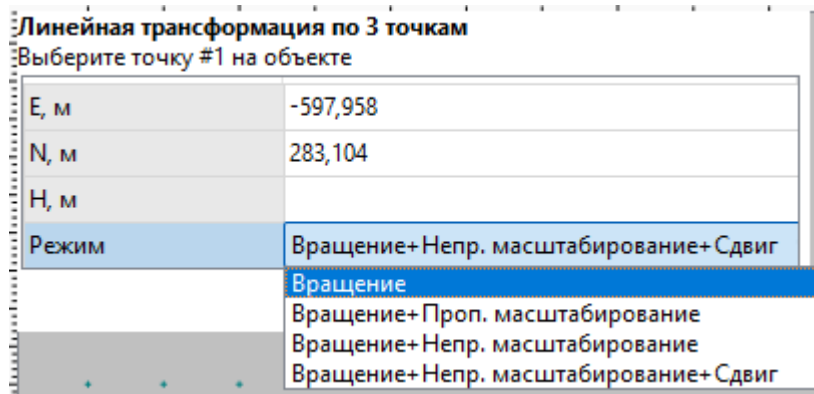 Линейная трансформация по 3 точкам
Выберите точку #1 на объекте
E, м -597,958
N, м 283,104
H, м
Режим Вращение+Непр. масштабирование+Сдвиг
Вращение
Вращение+Проп. масштабирование
Вращение+Непр. масштабирование
Вращение+Непр. масштабирование+Сдвиг